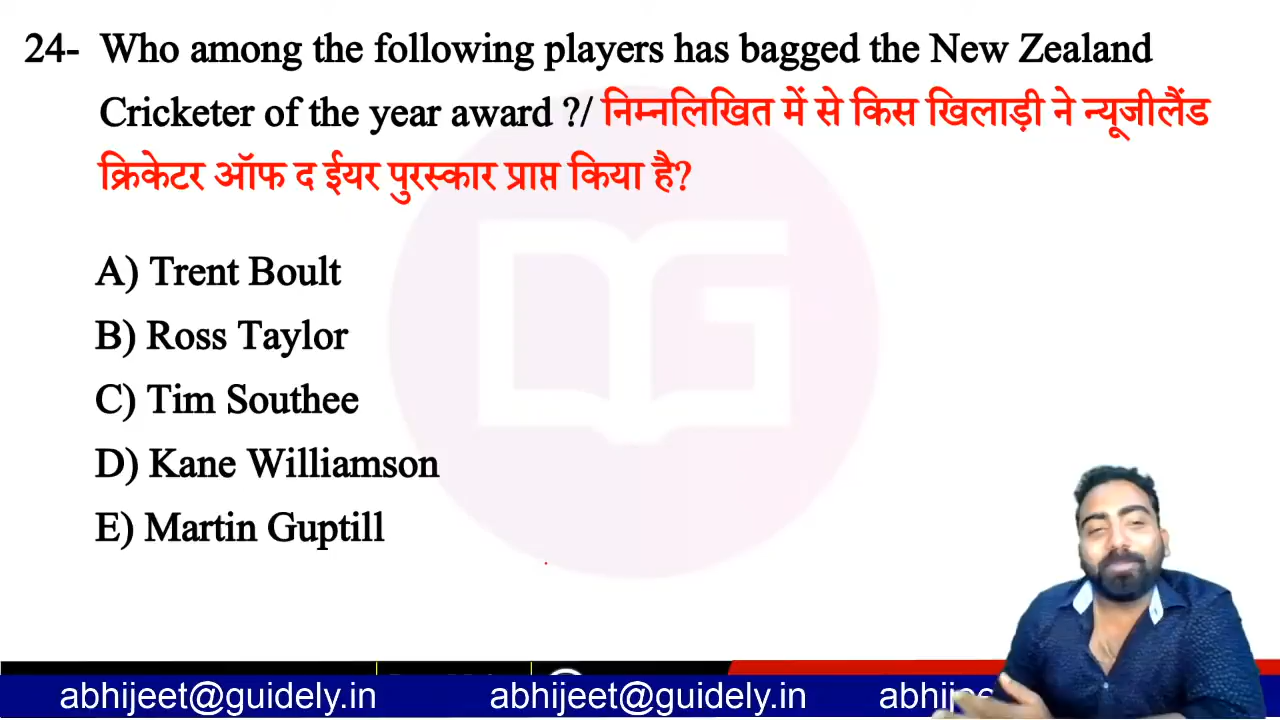 24- Who among the following players has bagged the New Zealand
Cricketer of the year award ?/ निम्नलिखित में से किस खिलाड़ी ने न्यूजीलैंड
क्रिकेटर ऑफ द ईयर पुरस्कार प्राप्त किया है?
A) Trent Boult
B) Ross Taylor
C) Tim Southee
D) Kane Williamson
E) Martin Guptill
DG
abhijeet@guidely.in abhijeet@guidely.in